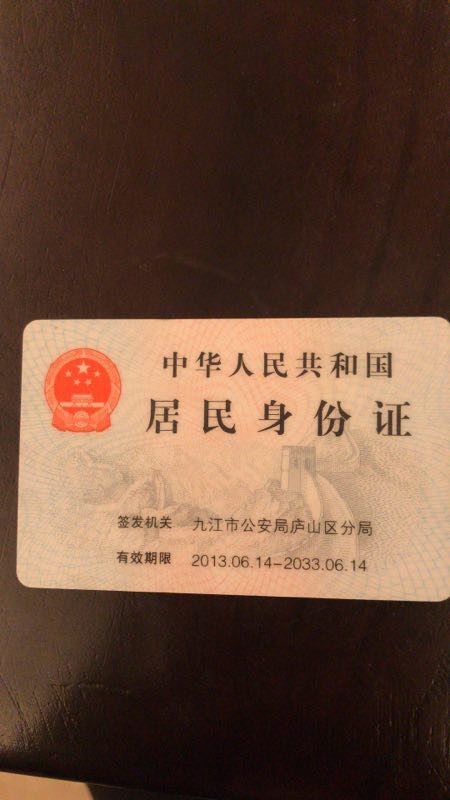 中华人民共和国
居民身份证
签发机关 九江市公安局庐山区分局
有效期限 2013.06.14-2033.06.14